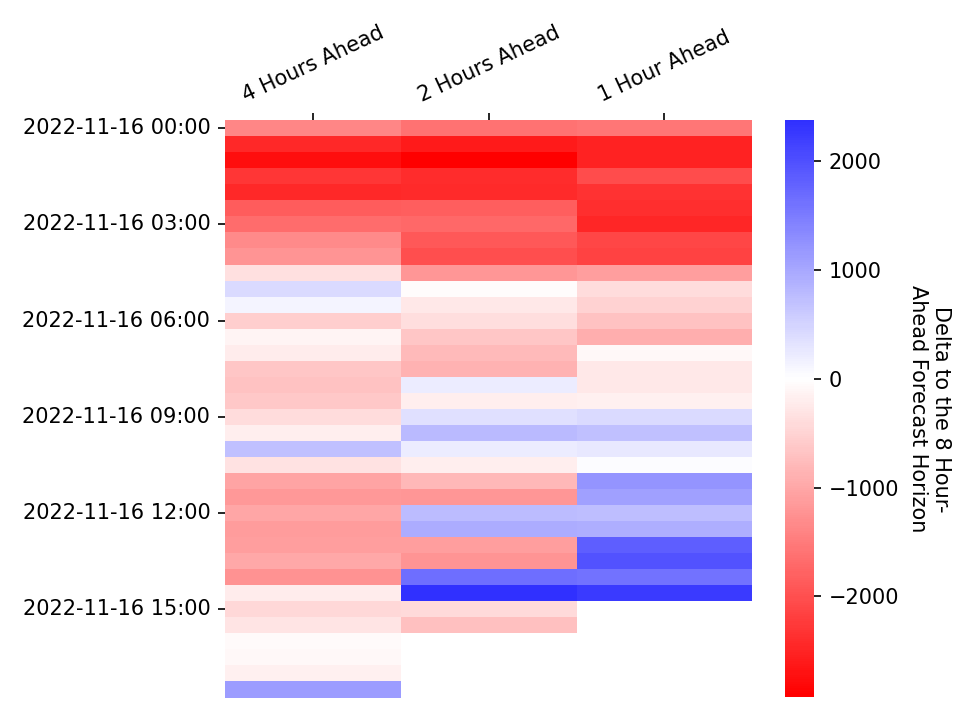 4 Hours Ahead
2 Hours Ahead
1 Hour Ahead
2022-11-16 00:00
2022-11-16 03:00
2022-11-16 06:00
2022-11-16 09:00
2022-11-16 12:00
2022-11-16 15:00
2000
1000
0
−1000
−2000
Delta to the 8 Hour-
Ahead Forecast Horizon